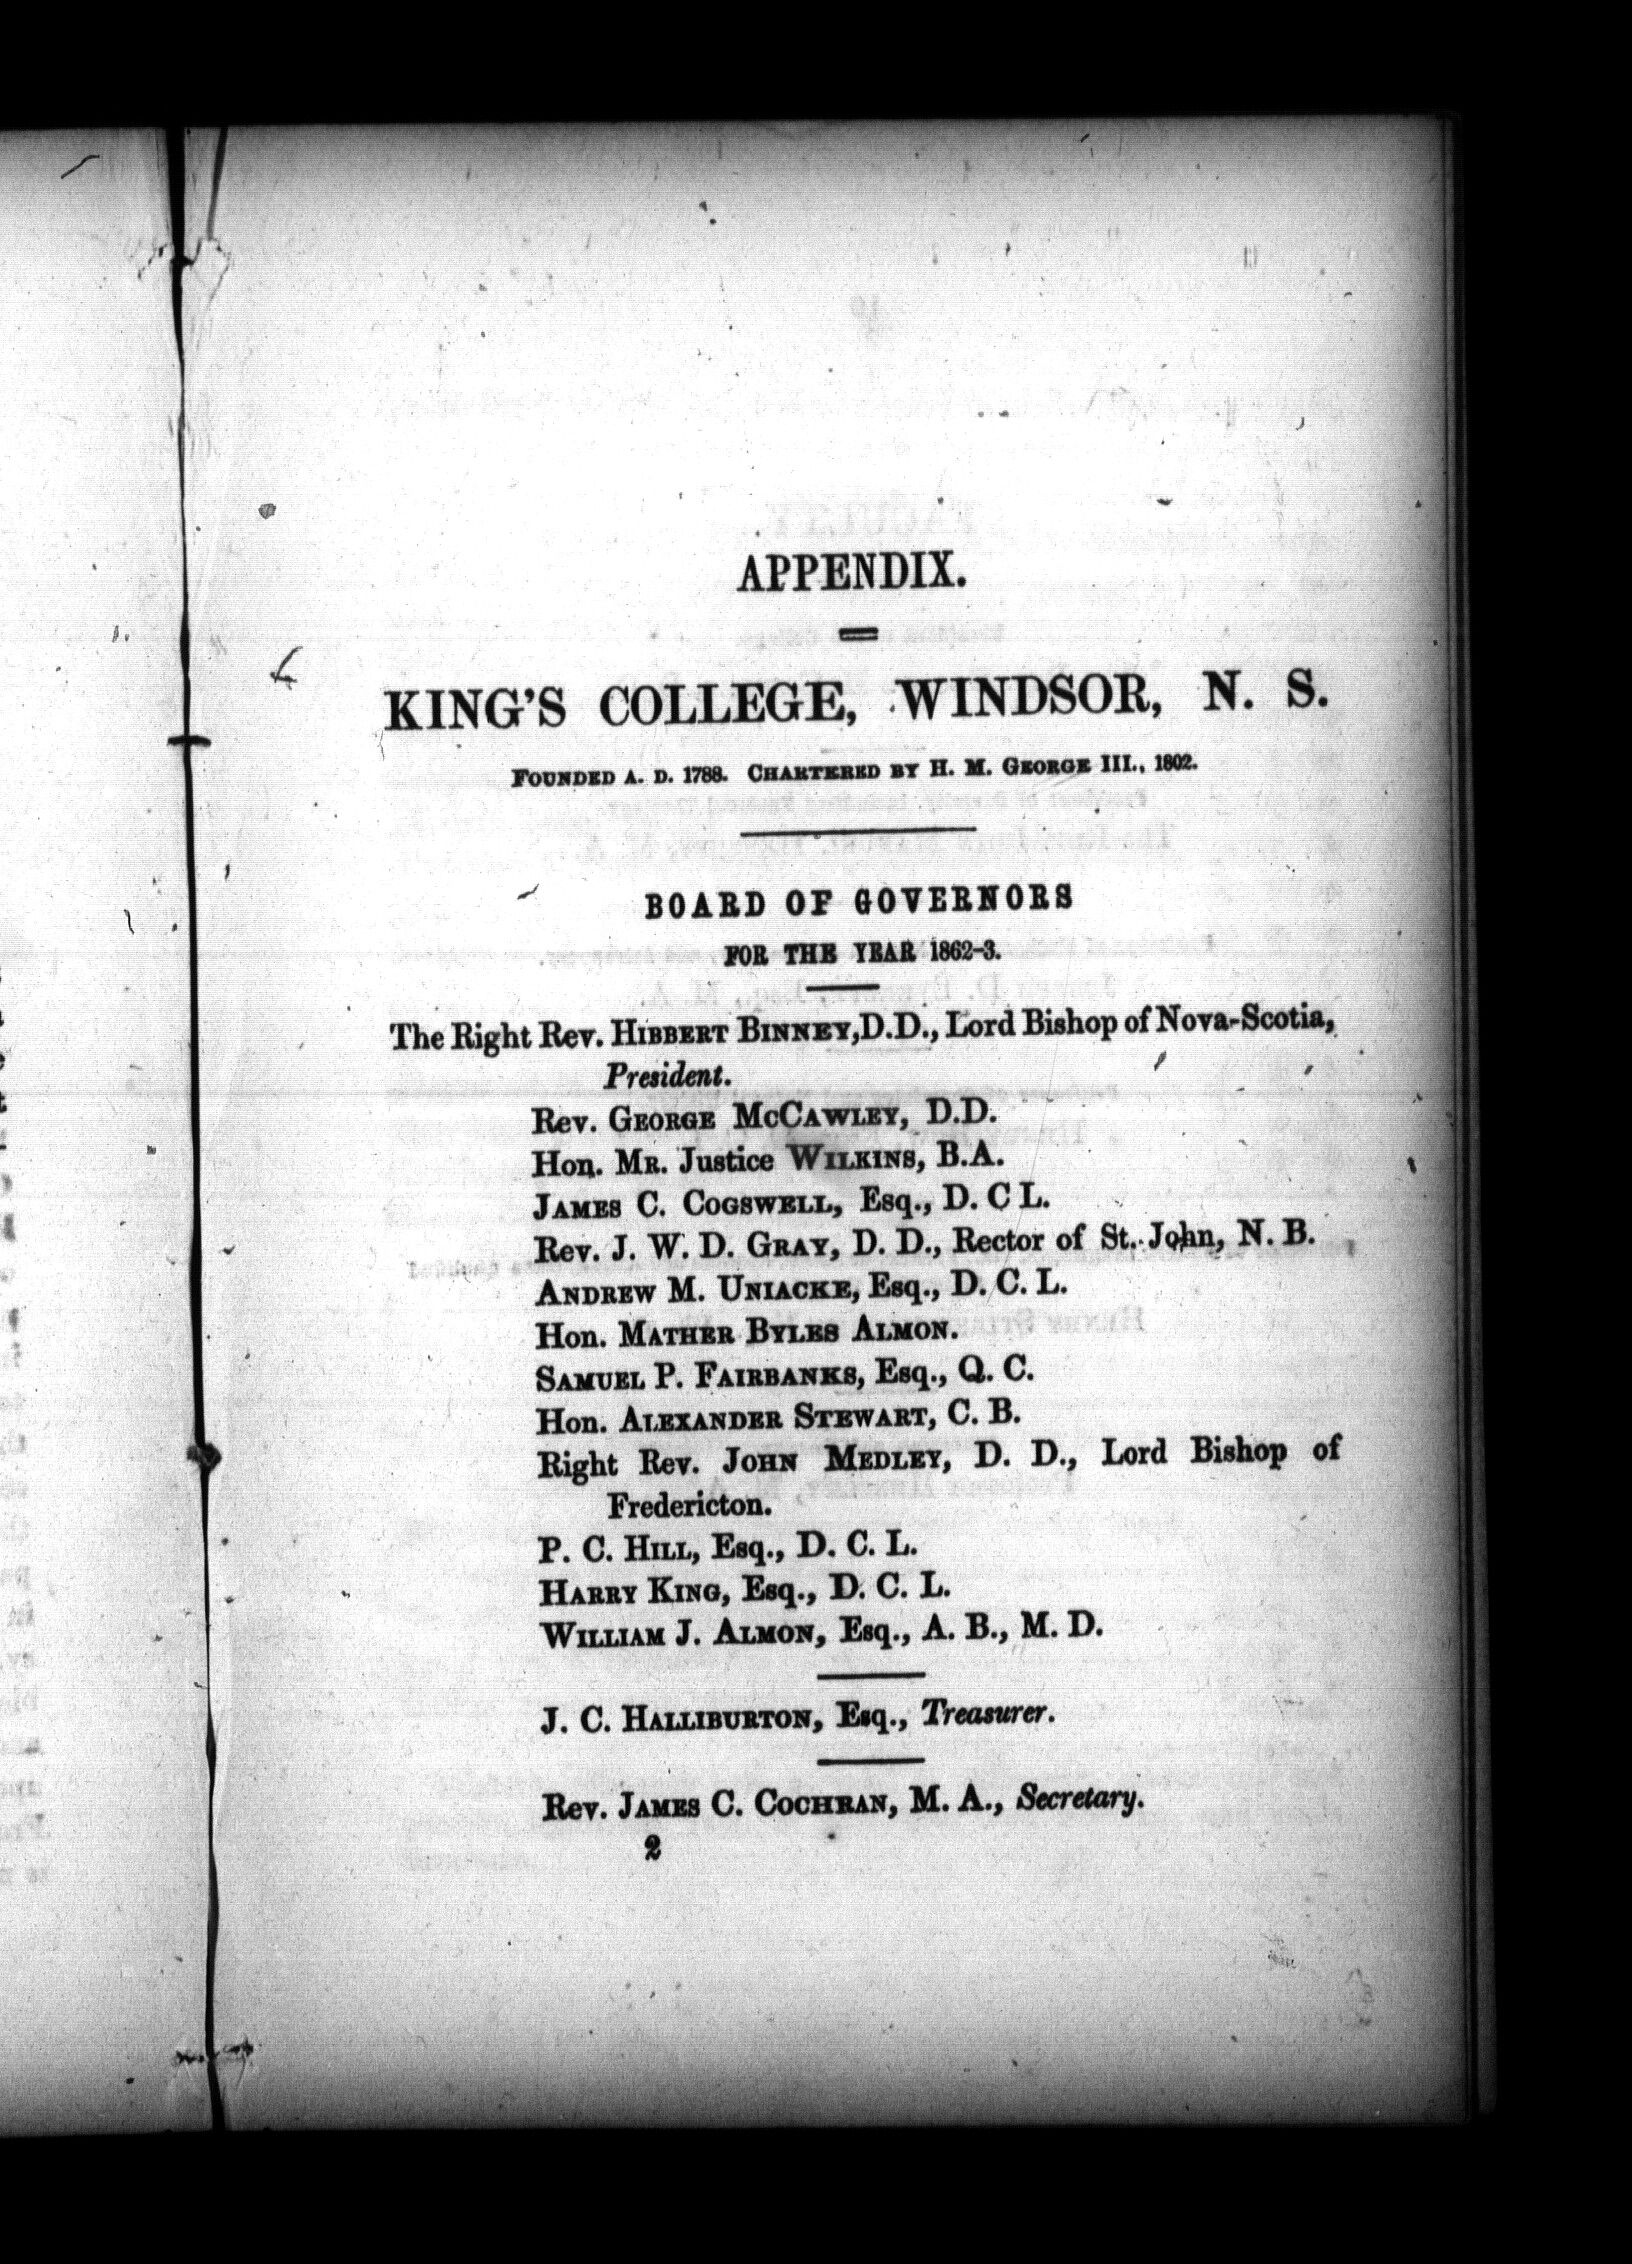 APPENDIX.
KING'S COLLEGE, WINDSOR, N. S.
FOUNDED A. D. 1788. CHARTERED BY H. M. GEORGE III., 1802.
BOARD OF GOVERNORS
FOR THE YEAR 1862-3.
The Right Rev. HIBBERT BINNEY, D.D., Lord Bishop of Nova-Scotia,
President.
Rev. GEORGE MCCAWLEY, D.D.
Hon. MR. Justice WILKINS, B.A.
JAMES C. COGSWELL, Esq., D. C L.
Rev. J. W. D. GRAY, D. D., Rector of St. John, N. B.
ANDREW M. UNIACKE, Esq., D. C. L.
Hon. MATHER BYLES ALMON.
SAMUEL P. FAIRBANKS, Esq., Q. C.
Hon. ALEXANDER STEWART, C. B.
Right Rev. JOHN MEDLEY, D. D., Lord Bishop of
Fredericton.
P. C. HILL, Esq., D. C. L.
HARRY KING, Esq., D. C. L.
WILLIAM J. ALMON, Esq., A. B., M. D.
J. C. HALLIBURTON, Esq., Treasurer.
Rev. JAMES C. COCHRAN, M. A., Secretary.
2